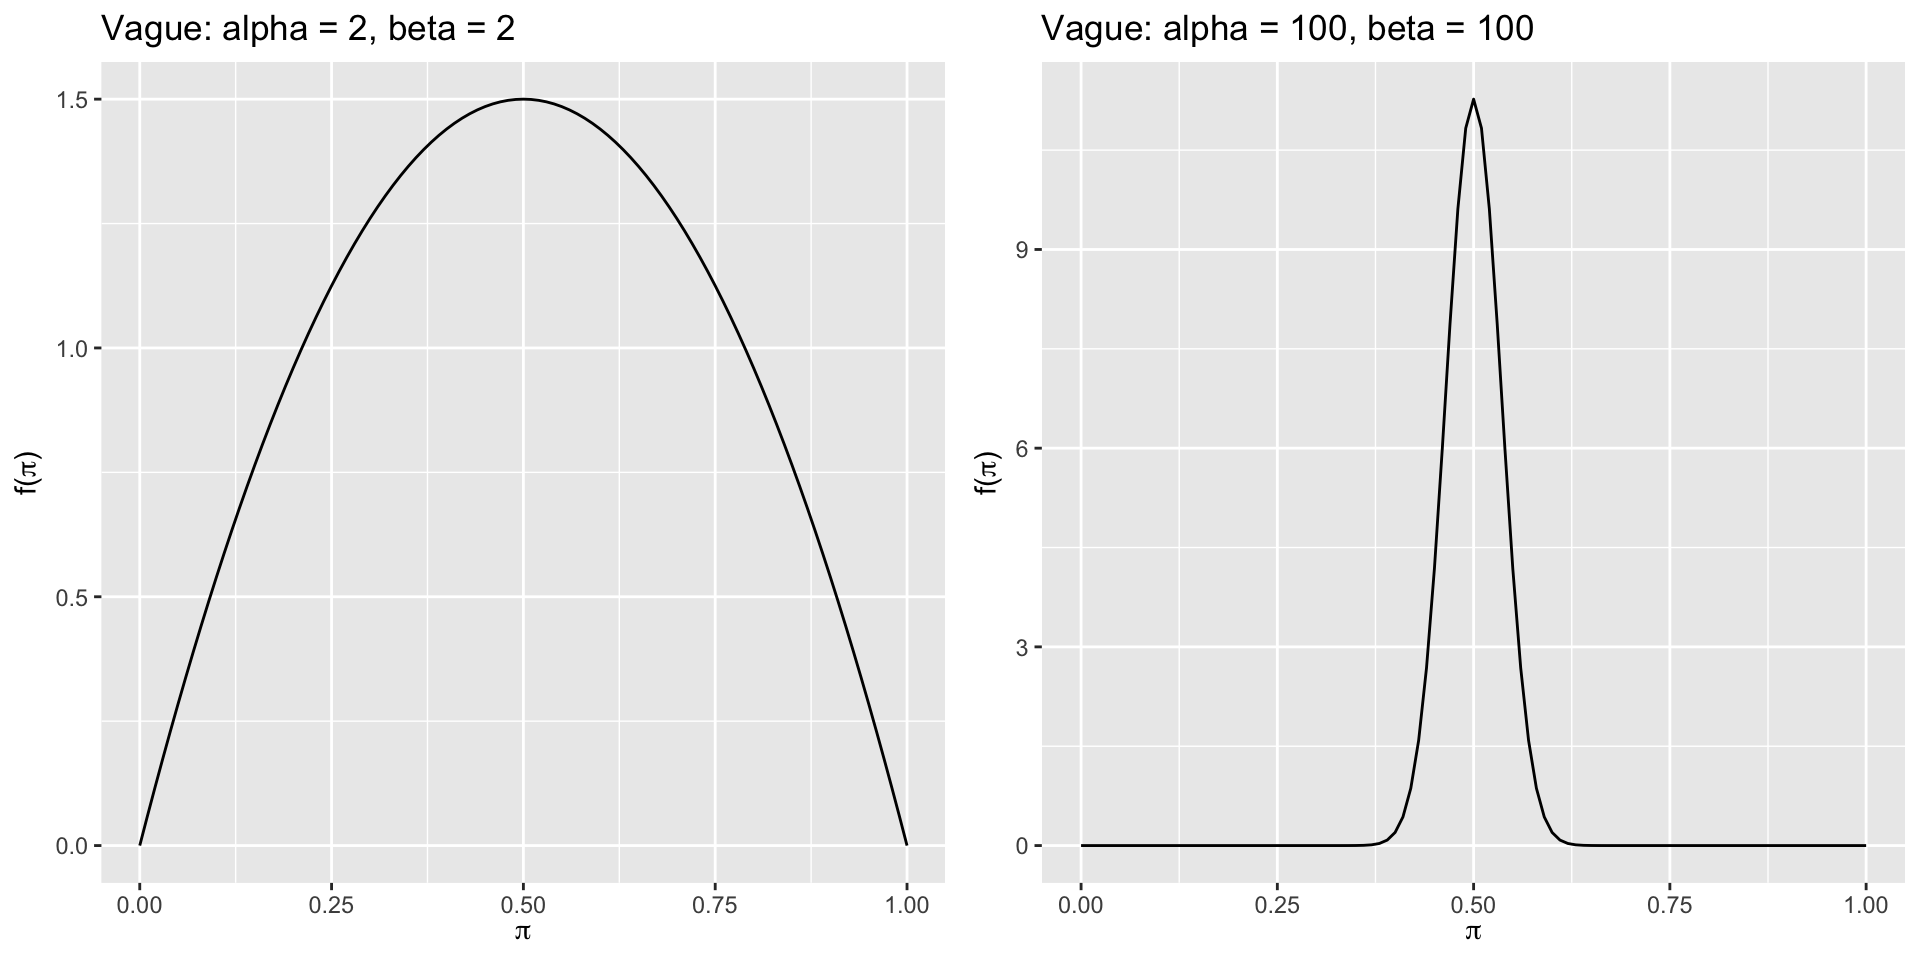 Vague: alpha = 2, beta = 2
1.5
1.0
0.5
0.0
f(π)
0.00 0.25 0.50 0.75 1.00
π
Vague: alpha = 100, beta = 100
9
6
3
0
f(π)
0.00 0.25 0.50 0.75 1.00
π